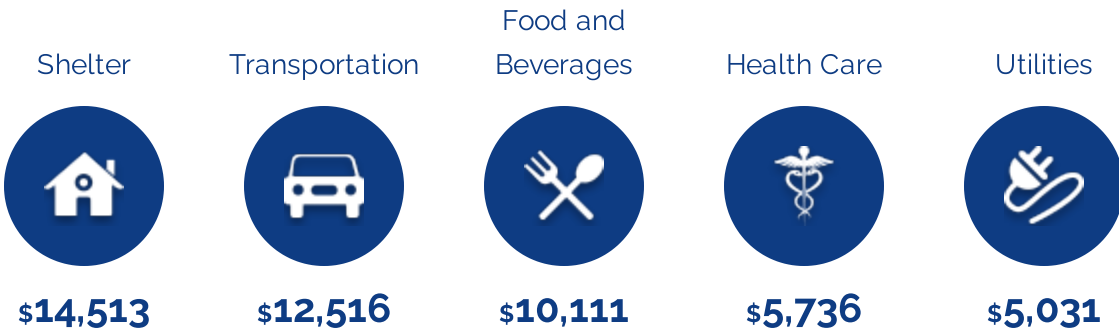 Shelter
Transportation
Food and
Beverages
Health Care
Utilities
$14,513
$12,516
$10,111
$5,736
$5,031